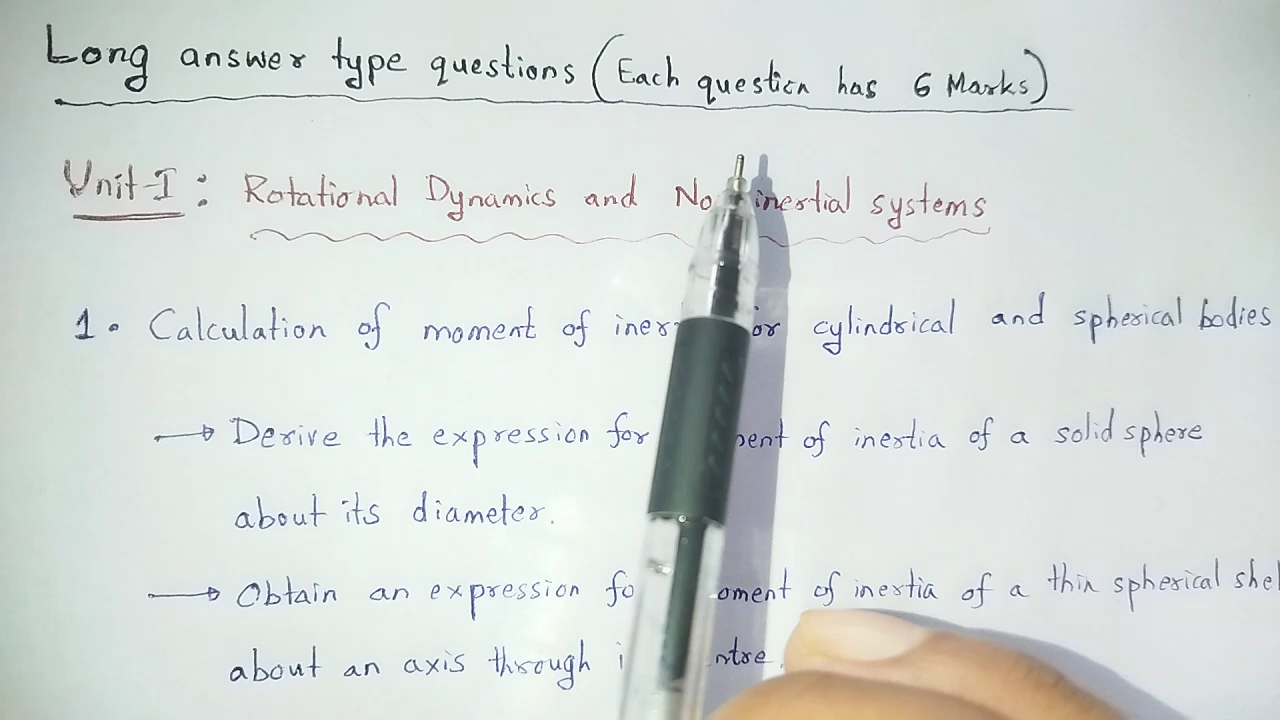 Long answer type questions (Each question has 6 Marks)
Unit-I: Rotational Dynamics and No inertial systems
1. Calculation of moment of iner or cylindrical and spherical bodies
→ Derive the expression for ent of inertia of a solid sphere
about its diameter.
→ Obtain an expression fo oment of inertia of a thin spherical shel
about an axis through i ntre.